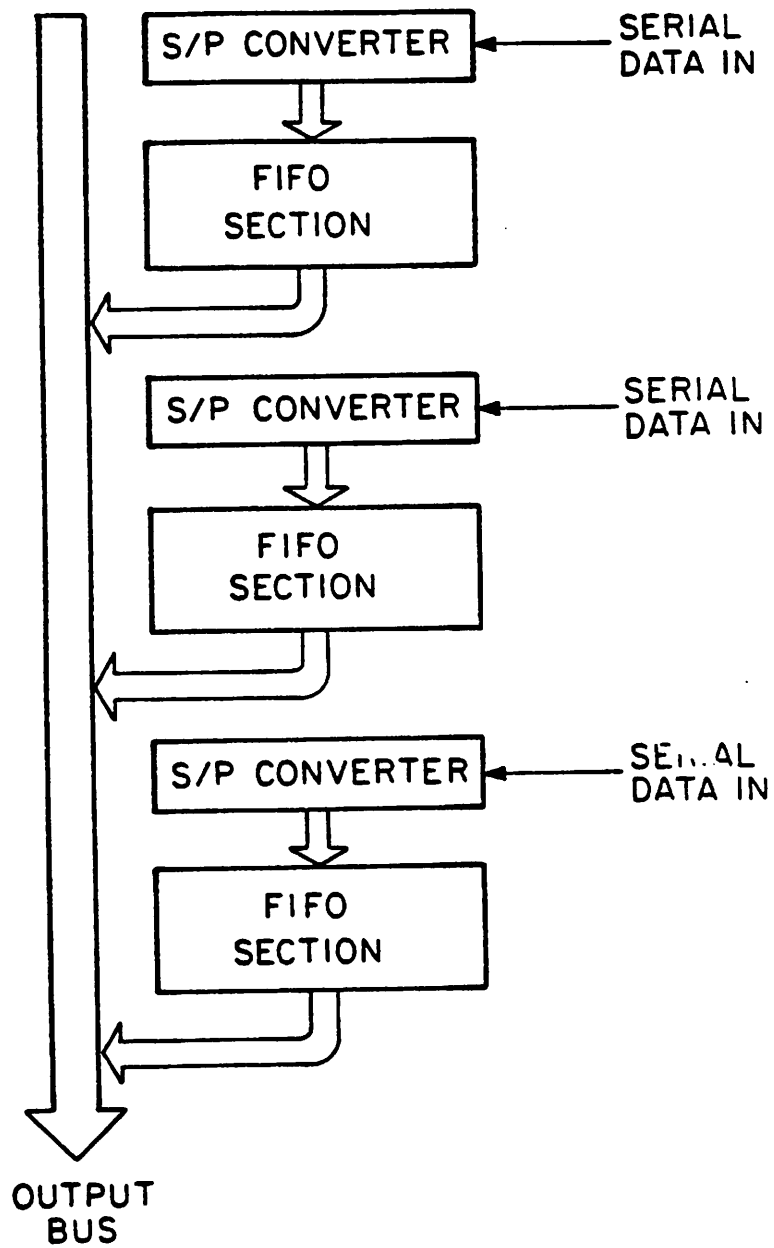 S/P CONVERTER
SERIAL
DATA IN
FIFO
SECTION
S/P CONVERTER
SERIAL
DATA IN
FIFO
SECTION
S/P CONVERTER
DATA IN
FIFO
SECTION
OUTPUT
BUS